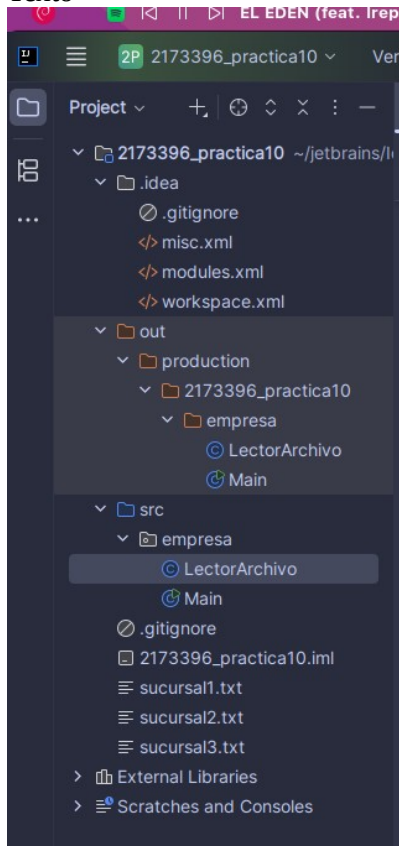 EL EDEN (feat. Irep
2P 2173396_practica10 Ver
Project
2173396_practica10 ~/jetbrains/I
.idea
.gitignore
misc.xml
modules.xml
workspace.xml
out
production
2173396_practica10
empresa
LectorArchivo
Main
src
empresa
LectorArchivo
Main
.gitignore
2173396_practica10.iml
sucursal1.txt
sucursal2.txt
sucursal3.txt
External Libraries
Scratches and Consoles